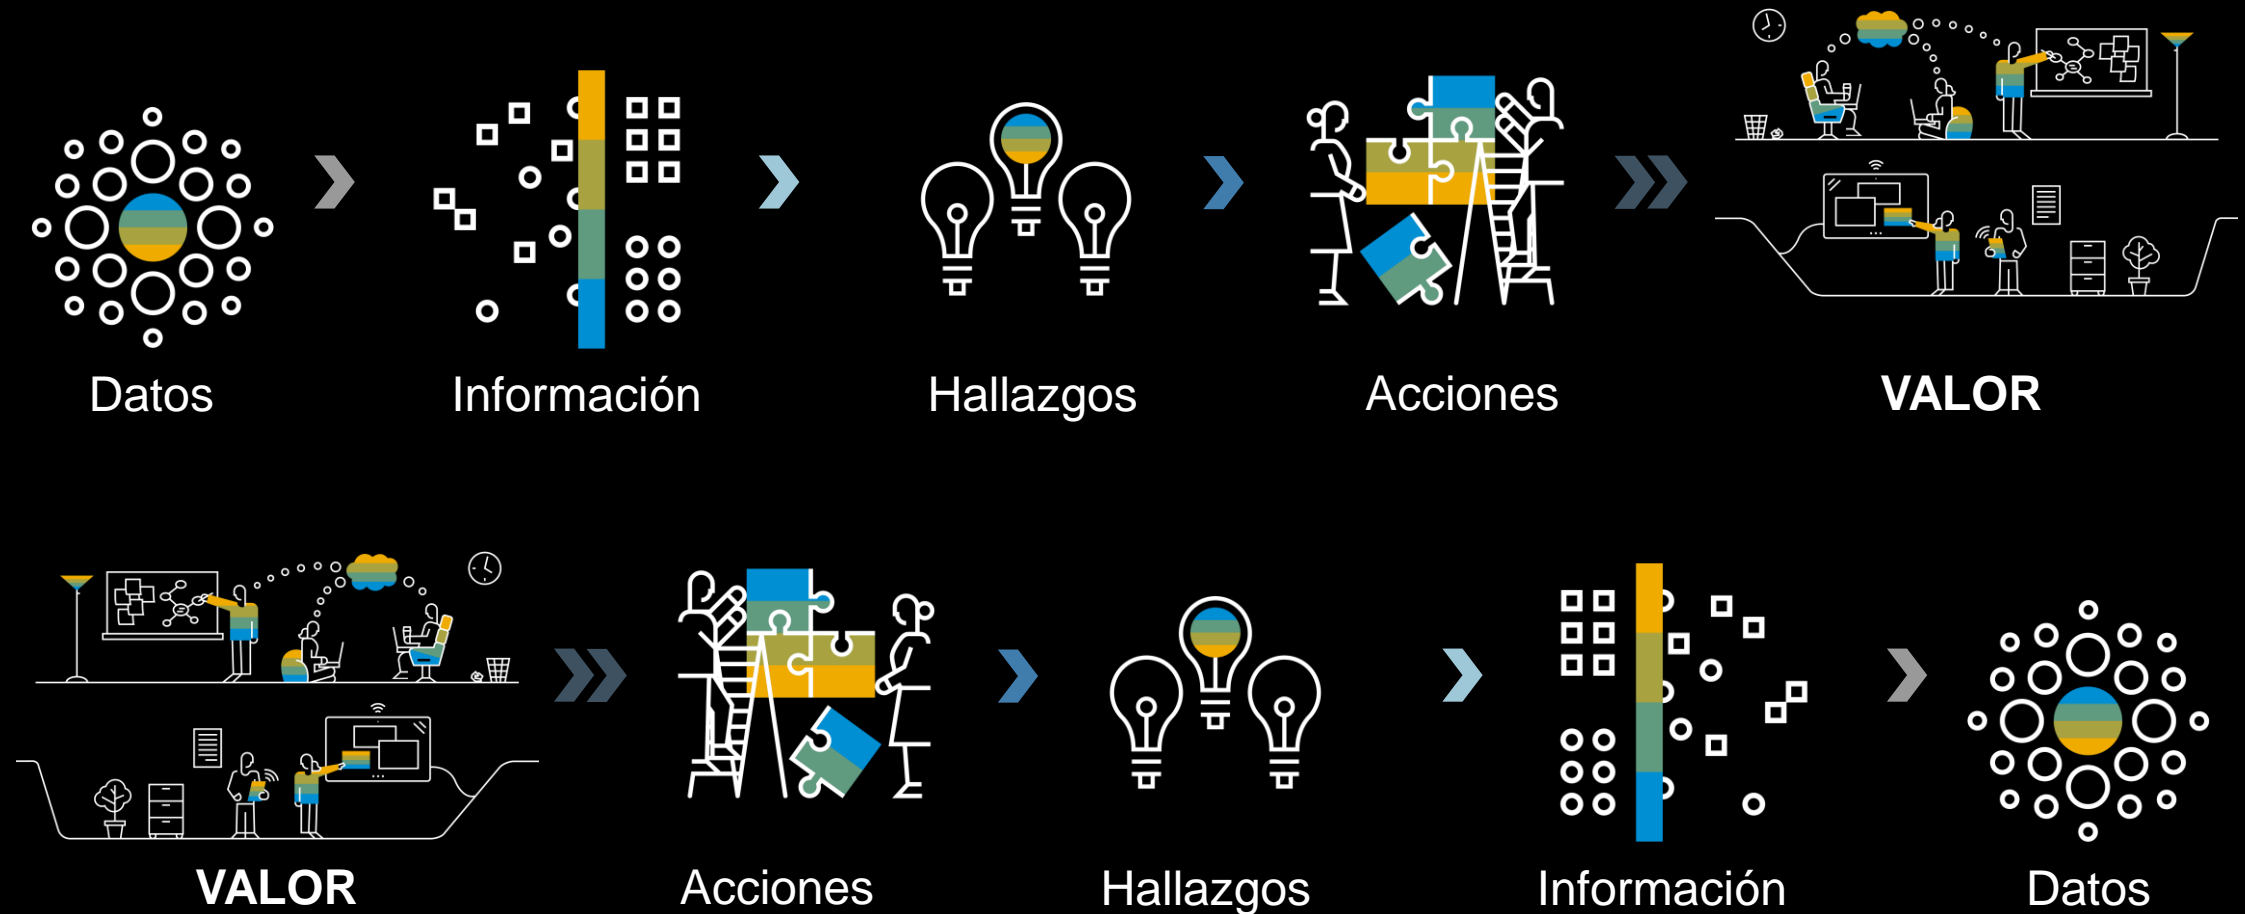 Datos
Información
Hallazgos
Acciones
VALOR
VALOR
Acciones
Hallazgos
Información
Datos